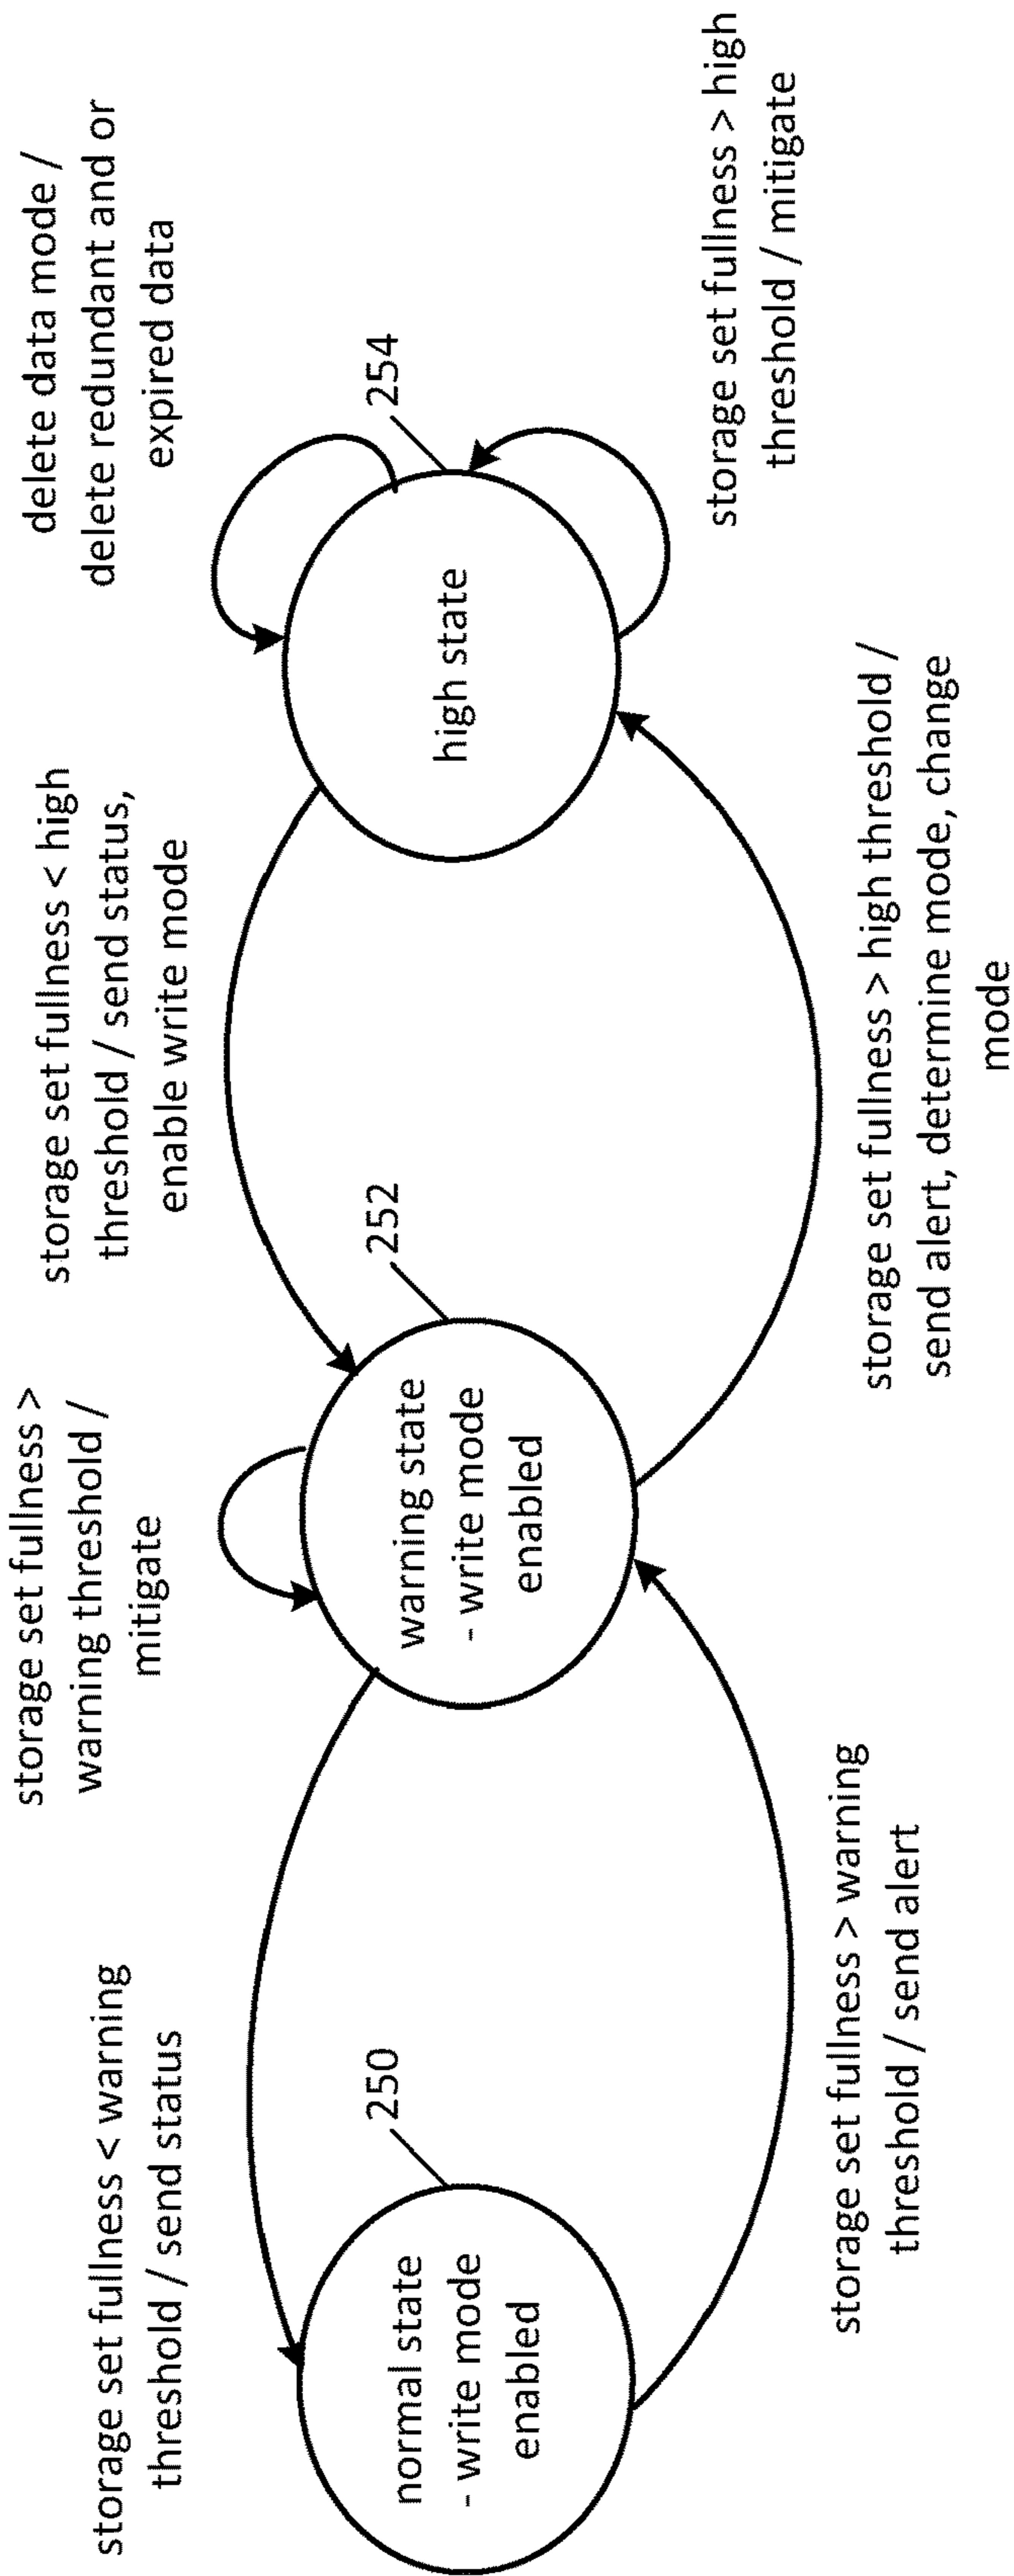 storage set fullness < warning
threshold / send status
storage set fullness >
warning threshold /
mitigate
storage set fullness < high
threshold / send status,
enable write mode
delete data mode /
delete redundant and or
expired data
250
252
254
normal state
- write mode
enabled
warning state
- write mode
enabled
high state
storage set fullness > warning
threshold / send alert
storage set fullness > high threshold /
send alert, determine mode, change
mode
storage set fullness > high
threshold / mitigate